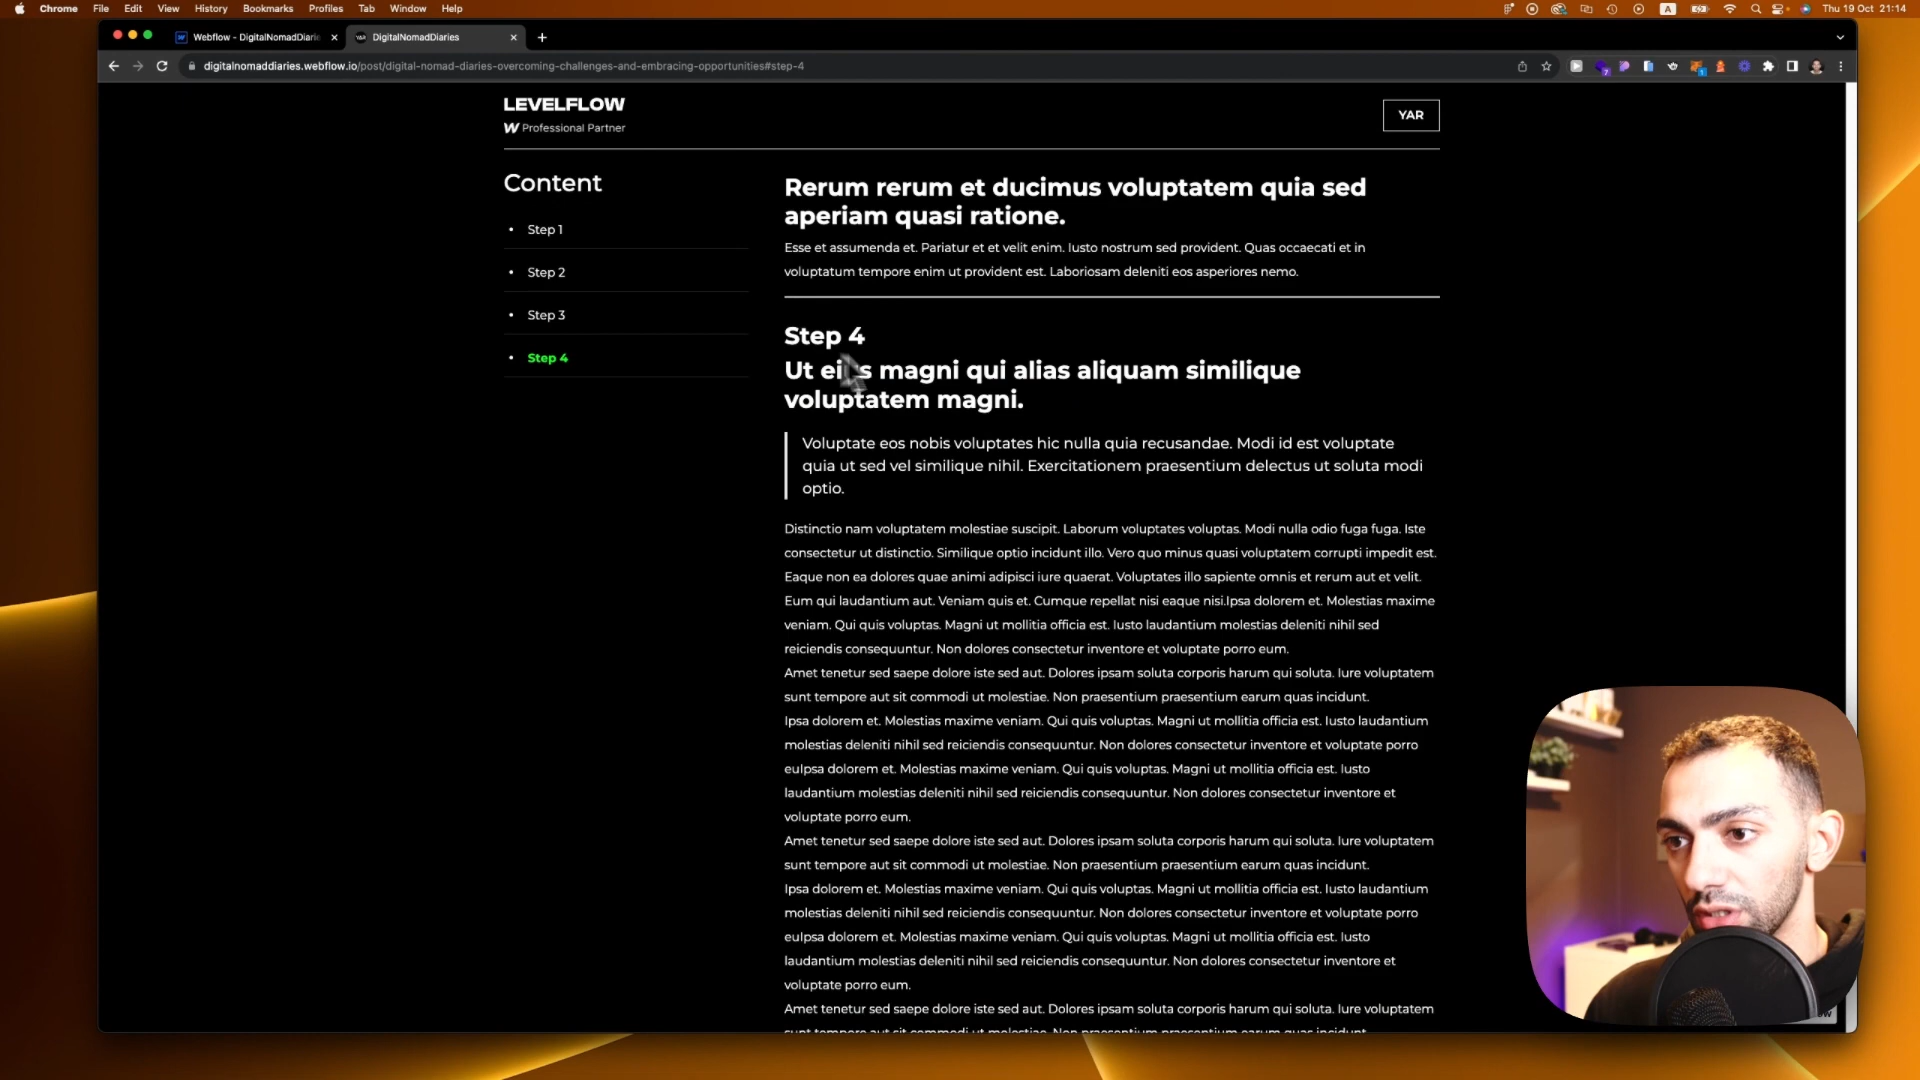 Chrome File Edit View History Bookmarks Profiles Tab Window Help
A
Thu 19 Oct 21:14
Webflow - DigitalNomadDiarie
DigitalNomadDiaries
digitalnomaddiaries.webflow.io/post/digital-nomad-diaries-overcoming-challenges-and-embracing-opportunities#step-4
LEVELFLOW
W Professional Partner
YAR
Content
Step 1
Step 2
Step 3
Step 4
Rerum rerum et ducimus voluptatem quia sed
aperiam quasi ratione.
Esse et assumenda et. Pariatur et et velit enim. Iusto nostrum sed provident. Quas occaecati et in
voluptatum tempore enim ut provident est. Laboriosam deleniti eos asperiores nemo.
Step 4
Ut eius magni qui alias aliquam similique
voluptatem magni.
Voluptate eos nobis voluptates hic nulla quia recusandae. Modi id est voluptate
quia ut sed vel similique nihil. Exercitationem praesentium delectus ut soluta modi
optio.
Distinctio nam voluptatem molestiae suscipit. Laborum voluptates voluptas. Modi nulla odio fuga fuga. Iste
consectetur ut distinctio. Similique optio incidunt illo. Vero quo minus quasi voluptatem corrupti impedit est.
Eaque non ea dolores quae animi adipisci iure quaerat. Voluptates illo sapiente omnis et rerum aut et velit.
Eum qui laudantium aut. Veniam quis et. Cumque repellat nisi eaque nisi.Ipsa dolorem et. Molestias maxime
veniam. Qui quis voluptas. Magni ut mollitia officia est. Iusto laudantium molestias deleniti nihil sed
reiciendis consequuntur. Non dolores consectetur inventore et voluptate porro eum.
Amet tenetur sed saepe dolore iste sed aut. Dolores ipsam soluta corporis harum qui soluta. Iure voluptatem
sunt tempore aut sit commodi ut molestiae. Non praesentium praesentium earum quas incidunt.
Ipsa dolorem et. Molestias maxime veniam. Qui quis voluptas. Magni ut mollitia officia est. Iusto laudantium
molestias deleniti nihil sed reiciendis consequuntur. Non dolores consectetur inventore et voluptate porro
euIpsa dolorem et. Molestias maxime veniam. Qui quis voluptas. Magni ut mollitia officia est. Iusto
laudantium molestias deleniti nihil sed reiciendis consequuntur. Non dolores consectetur inventore et
voluptate porro eum.
Amet tenetur sed saepe dolore iste sed aut. Dolores ipsam soluta corporis harum qui soluta. Iure voluptatem
sunt tempore aut sit commodi ut molestiae. Non praesentium praesentium earum quas incidunt.
Ipsa dolorem et. Molestias maxime veniam. Qui quis voluptas. Magni ut mollitia officia est. Iusto laudantium
molestias deleniti nihil sed reiciendis consequuntur. Non dolores consectetur inventore et voluptate porro
euIpsa dolorem et. Molestias maxime veniam. Qui quis voluptas. Magni ut mollitia officia est. Iusto
laudantium molestias deleniti nihil sed reiciendis consequuntur. Non dolores consectetur inventore et
voluptate porro eum.
Amet tenetur sed saepe dolore iste sed aut. Dolores ipsam soluta corporis harum qui soluta. Iure voluptatem
sunt tempore aut sit commodi ut molestiae. Non praesentium praesentium earum quas incidunt.